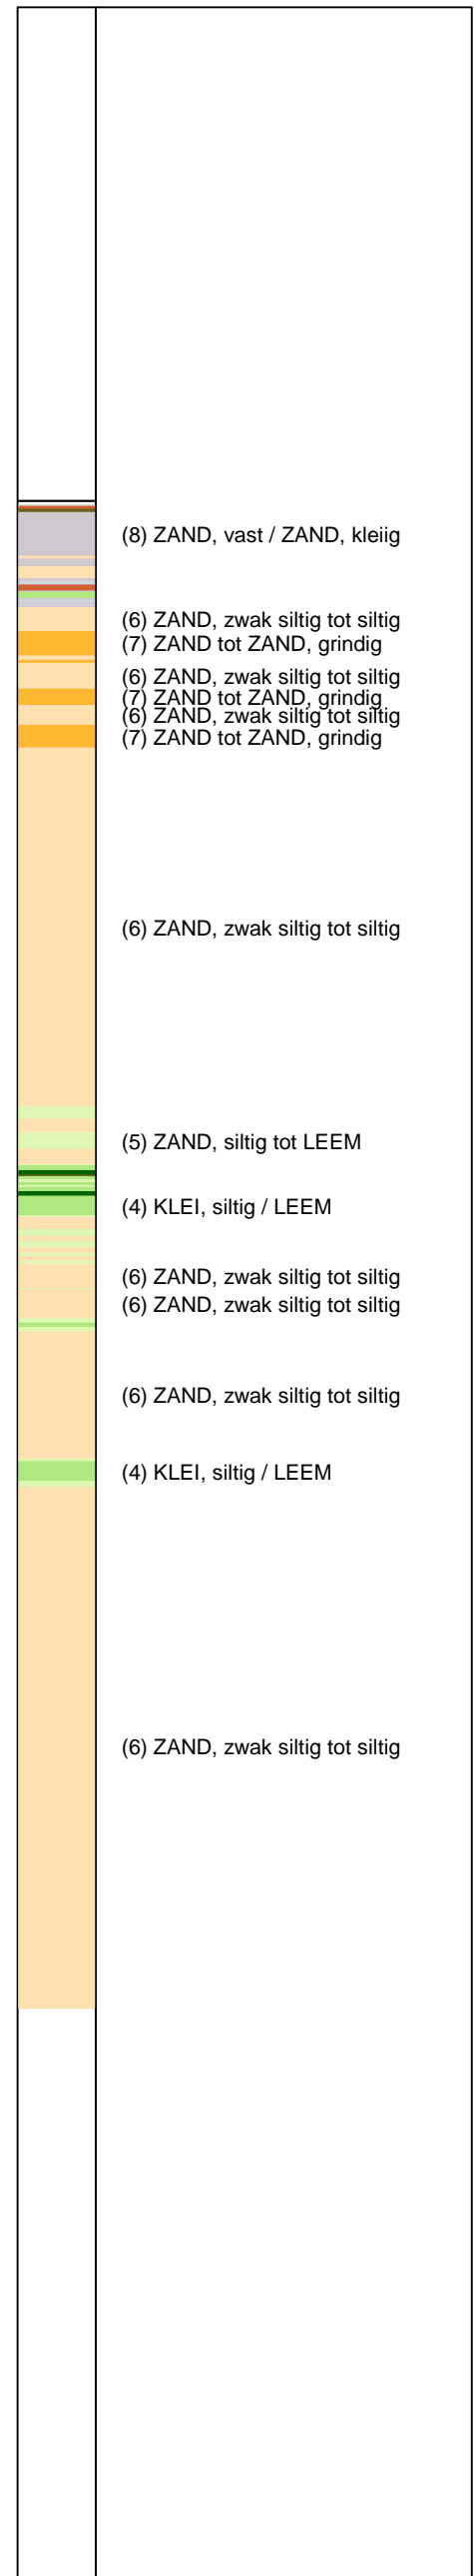 (8) ZAND, vast / ZAND, kleiig
(6) ZAND, zwak siltig tot siltig
(7) ZAND tot ZAND, grindig
(6) ZAND, zwak siltig tot siltig
(7) ZAND tot ZAND, grindig
(6) ZAND, zwak siltig tot siltig
(7) ZAND tot ZAND, grindig
(6) ZAND, zwak siltig tot siltig
(5) ZAND, siltig tot LEEM
(4) KLEI, siltig / LEEM
(6) ZAND, zwak siltig tot siltig
(6) ZAND, zwak siltig tot siltig
(6) ZAND, zwak siltig tot siltig
(4) KLEI, siltig / LEEM
(6) ZAND, zwak siltig tot siltig